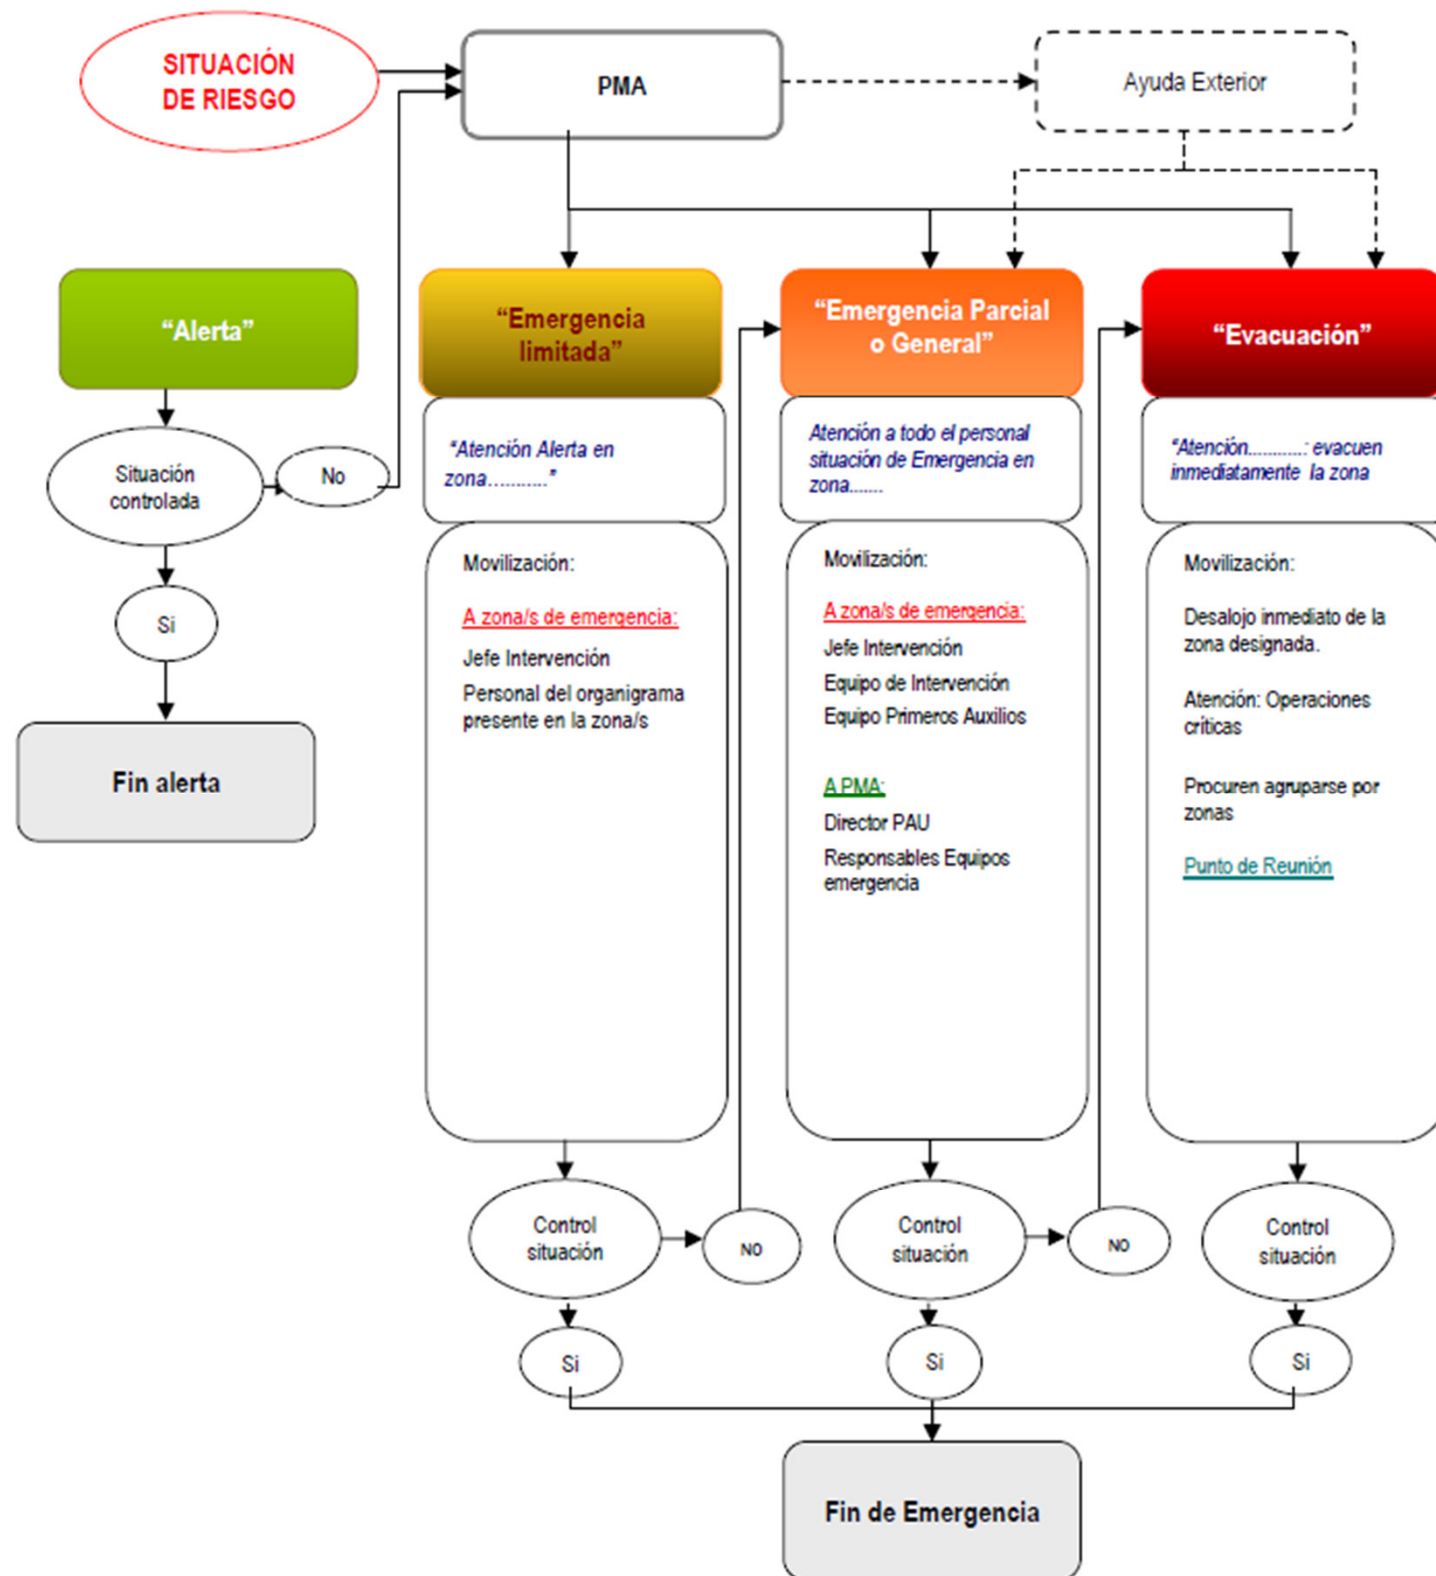 SITUACIÓN
DE RIESGO
PMA
Ayuda Exterior
“Alerta”
Situación
controlada
No
Si
Fin alerta
“Emergencia
limitada”
“Atención Alerta en
zona...........”
Movilización:
A zona/s de emergencia:
Jefe Intervención
Personal del organigrama
presente en la zona/s
Control
situación
NO
Si
“Emergencia Parcial
o General”
Atención a todo el personal
situación de Emergencia en
zona.......
Movilización:
A zona/s de emergencia:
Jefe Intervención
Equipo de Intervención
Equipo Primeros Auxilios
A PMA:
Director PAU
Responsables Equipos
emergencia
Control
situación
NO
Si
“Evacuación”
“Atención...........: evacuen
inmediatamente la zona
Movilización:
Desalojo inmediato de la
zona designada.
Atención: Operaciones
críticas
Procuren agruparse por
zonas
Punto de Reunión
Control
situación
Si
Fin de Emergencia